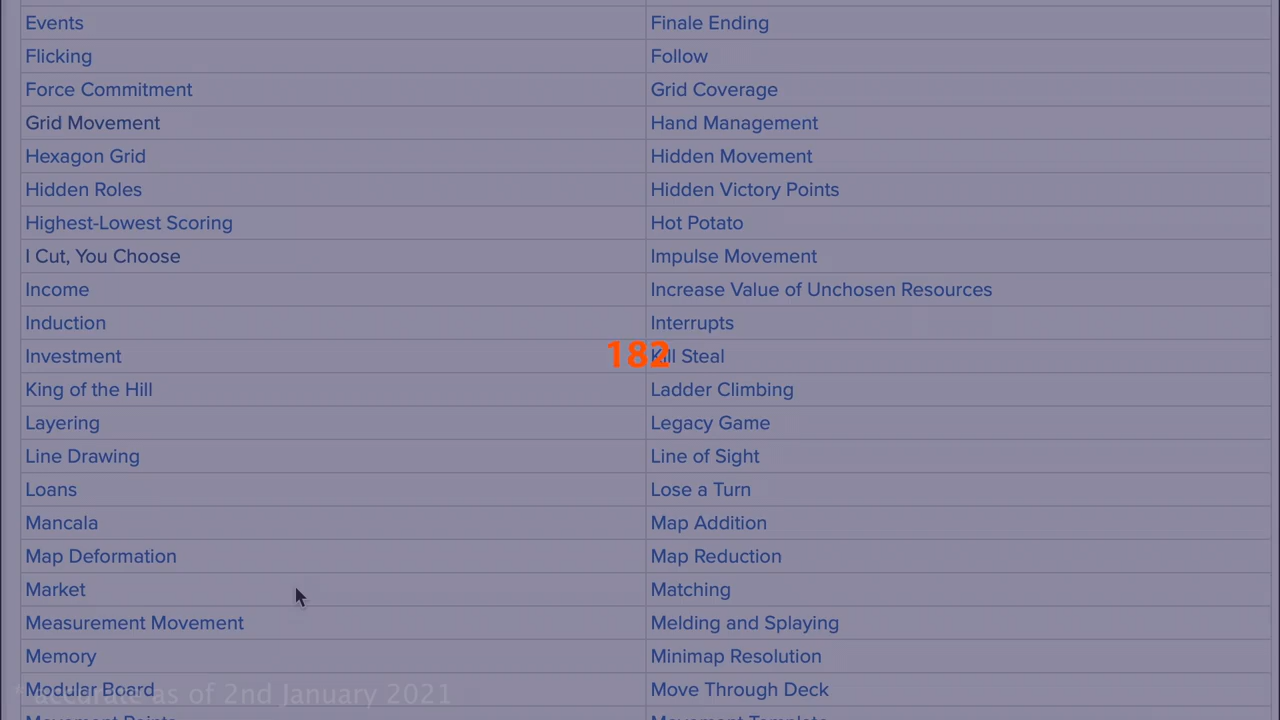 Events Finale Ending
Flicking Follow
Force Commitment Grid Coverage
Grid Movement Hand Management
Hexagon Grid Hidden Movement
Hidden Roles Hidden Victory Points
Highest-Lowest Scoring Hot Potato
I Cut, You Choose Impulse Movement
Income Increase Value of Unchosen Resources
Induction Interrupts
Investment 182 Kill Steal
King of the Hill Ladder Climbing
Layering Legacy Game
Line Drawing Line of Sight
Loans Lose a Turn
Mancala Map Addition
Map Deformation Map Reduction
Market Matching
Measurement Movement Melding and Splaying
Memory Minimap Resolution
Modular Board Move Through Deck
* accurate as of 2nd January 2021
Movement Points Movement Template